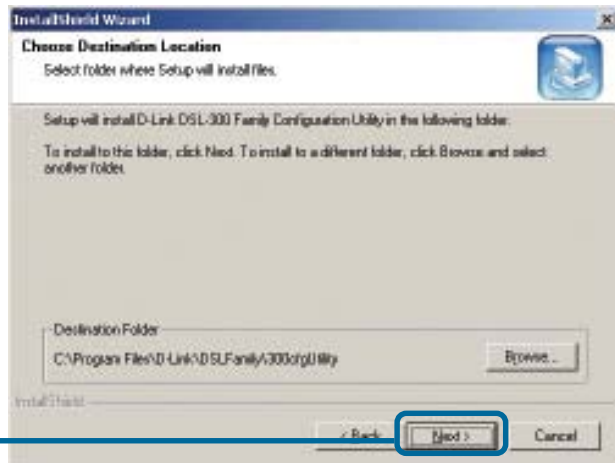 InstallShield Wizard
Choose Destination Location
Select folder where Setup will install files.
Setup will install D-Link DSL-300 Family Configuration Utility in the following folder.
To install to this folder, click Next. To install to a different folder, click Browse and select
another folder.
Destination Folder
C:\Program Files\D-Link\DSLFamily\300cfgUtility
Browse...
InstallShield
< Back
Next >
Cancel